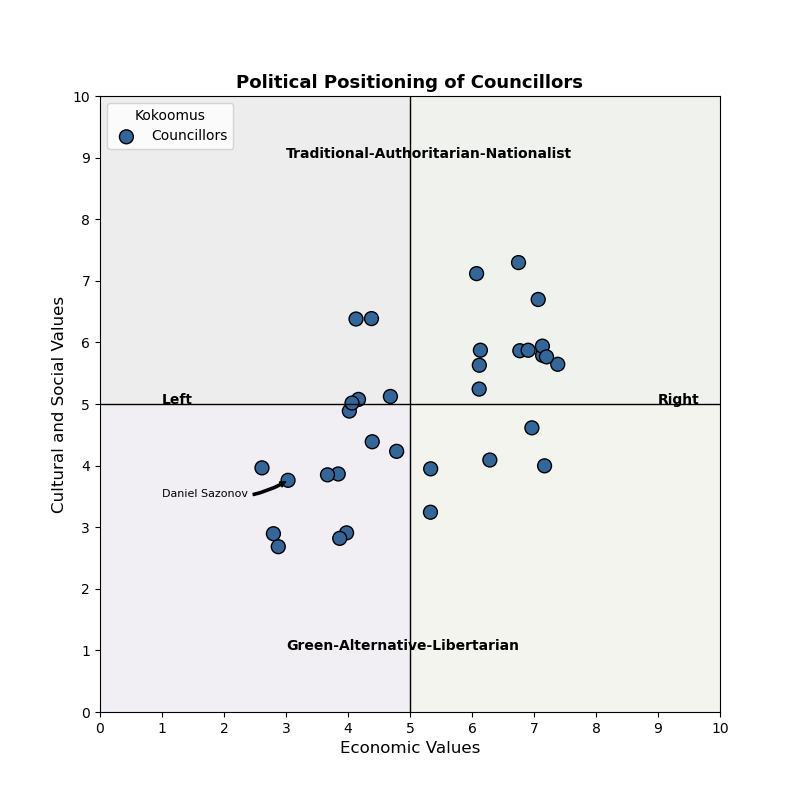 Political Positioning of Councillors
10
9
8
7
6
5
4
3
2
1
0
Cultural and Social Values
Kokoomus
Councillors
Traditional-Authoritarian-Nationalist
Left
Right
Daniel Sazonov
Green-Alternative-Libertarian
0 1 2 3 4 5 6 7 8 9 10
Economic Values